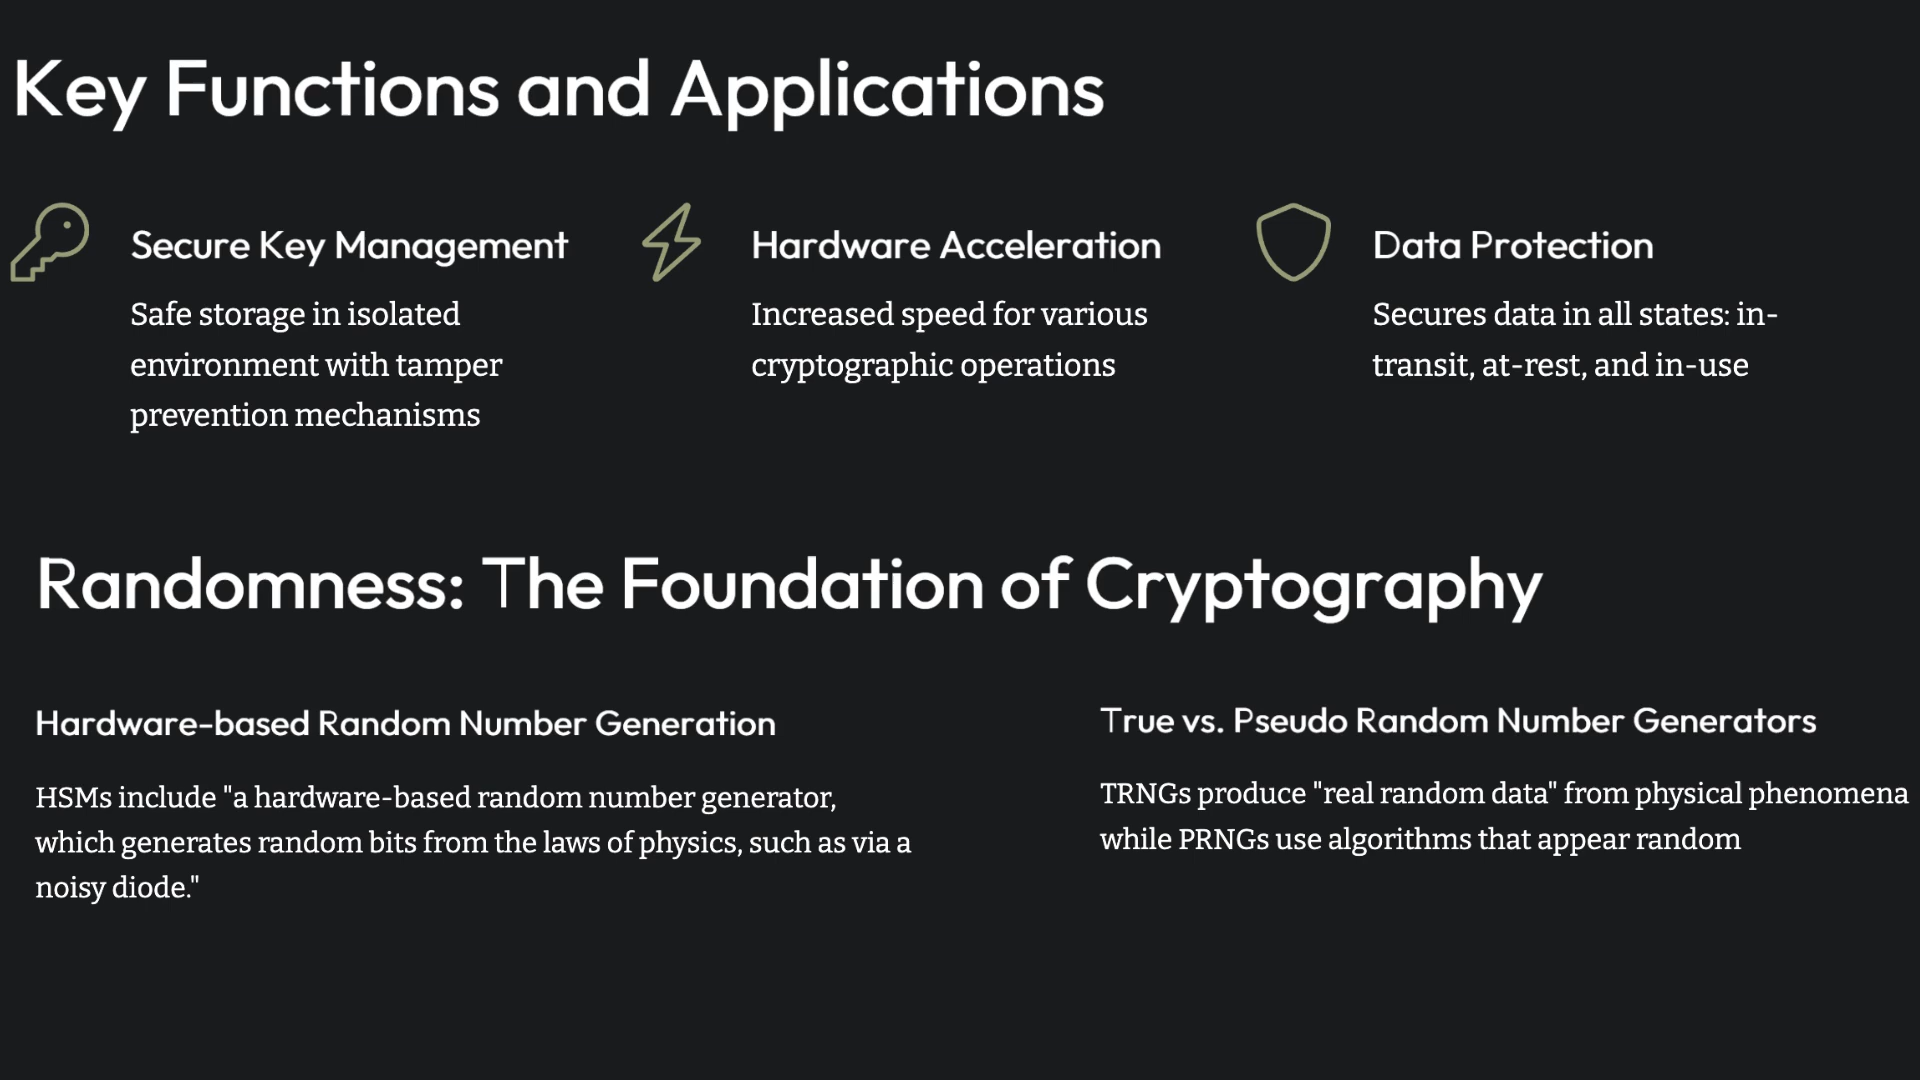 Key Functions and Applications
Secure Key Management
Safe storage in isolated
environment with tamper
prevention mechanisms
Hardware Acceleration
Increased speed for various
cryptographic operations
Data Protection
Secures data in all states: in-
transit, at-rest, and in-use
Randomness: The Foundation of Cryptography
Hardware-based Random Number Generation
HSMs include "a hardware-based random number generator,
which generates random bits from the laws of physics, such as via a
noisy diode."
True vs. Pseudo Random Number Generators
TRNGs produce "real random data" from physical phenomena
while PRNGs use algorithms that appear random